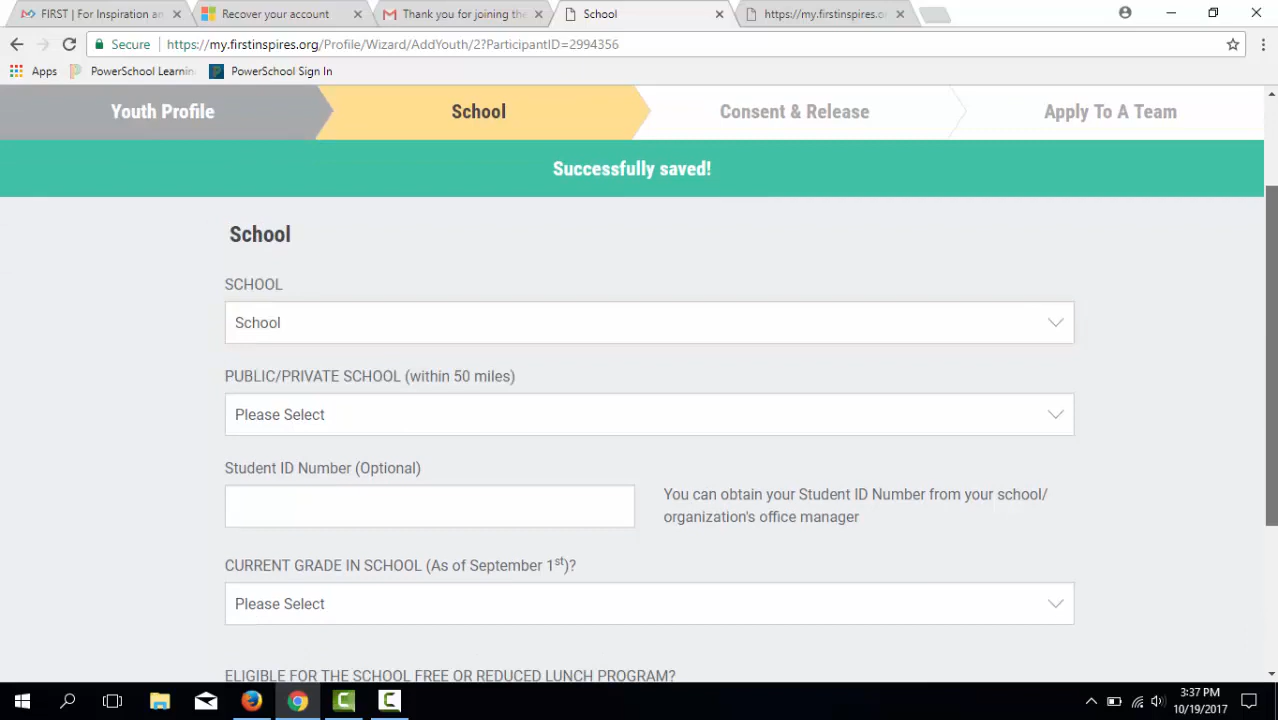 FIRST | For Inspiration an
Recover your account
Thank you for joining the
School
https://my.firstinspires.or
Secure
https://my.firstinspires.org/Profile/Wizard/AddYouth/2?ParticipantID=2994356
Apps
PowerSchool Learnin
PowerSchool Sign In
Youth Profile
School
Consent & Release
Apply To A Team
Successfully saved!
School
SCHOOL
School
PUBLIC/PRIVATE SCHOOL (within 50 miles)
Please Select
Student ID Number (Optional)
You can obtain your Student ID Number from your school/
organization's office manager
CURRENT GRADE IN SCHOOL (As of September 1st)?
Please Select
ELIGIBLE FOR THE SCHOOL FREE OR REDUCED LUNCH PROGRAM?
3:37 PM
10/19/2017